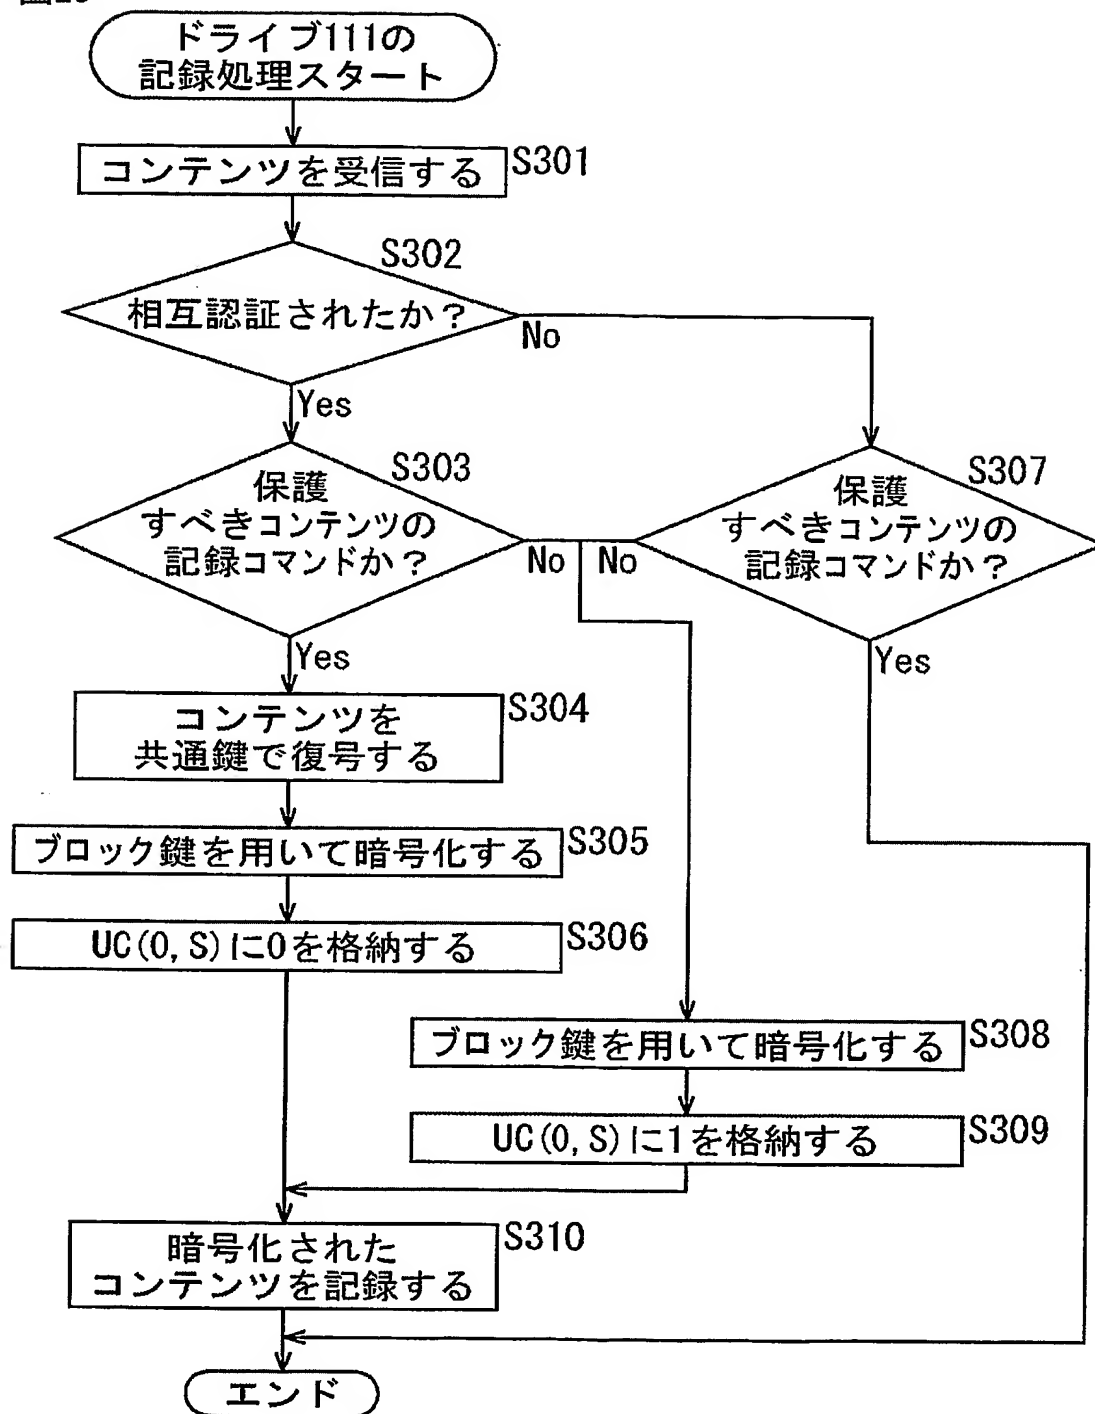 ドライブ111の
記録処理スタート
コンテンツを受信する
S301
S302
相互認証されたか?
No
Yes
S303
保護
すべきコンテンツの
記録コマンドか?
No
No
S307
保護
すべきコンテンツの
記録コマンドか?
Yes
Yes
コンテンツを
共通鍵で復号する
S304
ブロック鍵を用いて暗号化する
S305
UC(0,S)に0を格納する
S306
ブロック鍵を用いて暗号化する
S308
UC(0,S)に1を格納する
S309
暗号化された
コンテンツを記録する
S310
エンド